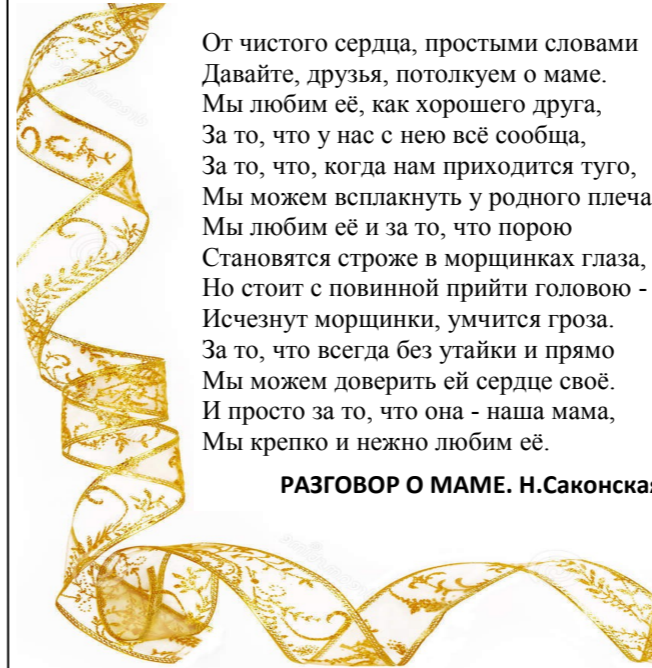 От чистого сердца, простыми словами
Давайте, друзья, потолкуем о маме.
Мы любим её, как хорошего друга,
За то, что у нас с нею всё сообща,
За то, что, когда нам приходится туго,
Мы можем всплакнуть у родного плеча
Мы любим её и за то, что порою
Становятся строже в морщинках глаза,
Но стоит с повинной прийти головою -
Исчезнут морщинки, умчится гроза.
За то, что всегда без утайки и прямо
Мы можем доверить ей сердце своё.
И просто за то, что она - наша мама,
Мы крепко и нежно любим её.
РАЗГОВОР О МАМЕ. Н.Саконская